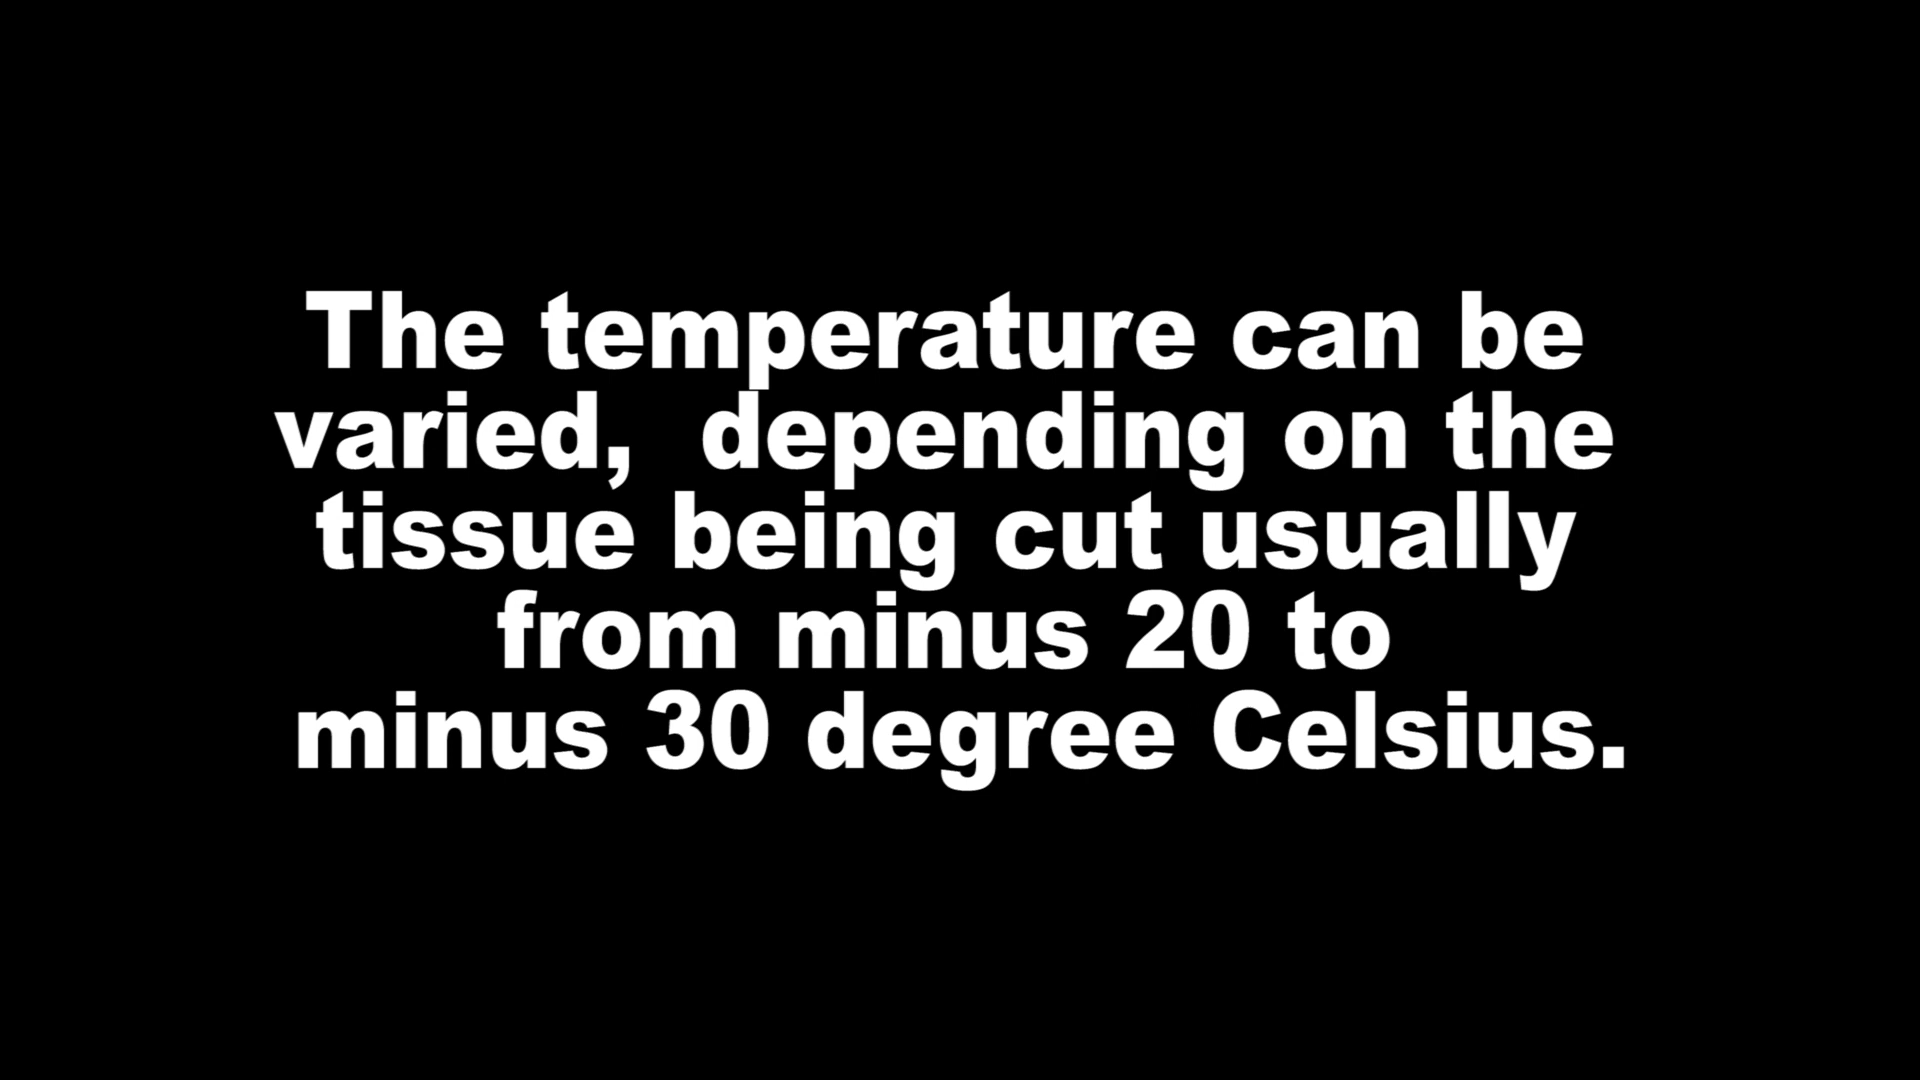 The temperature can be
varied,  depending on the
tissue being cut usually
from minus 20 to
minus 30 degree Celsius.